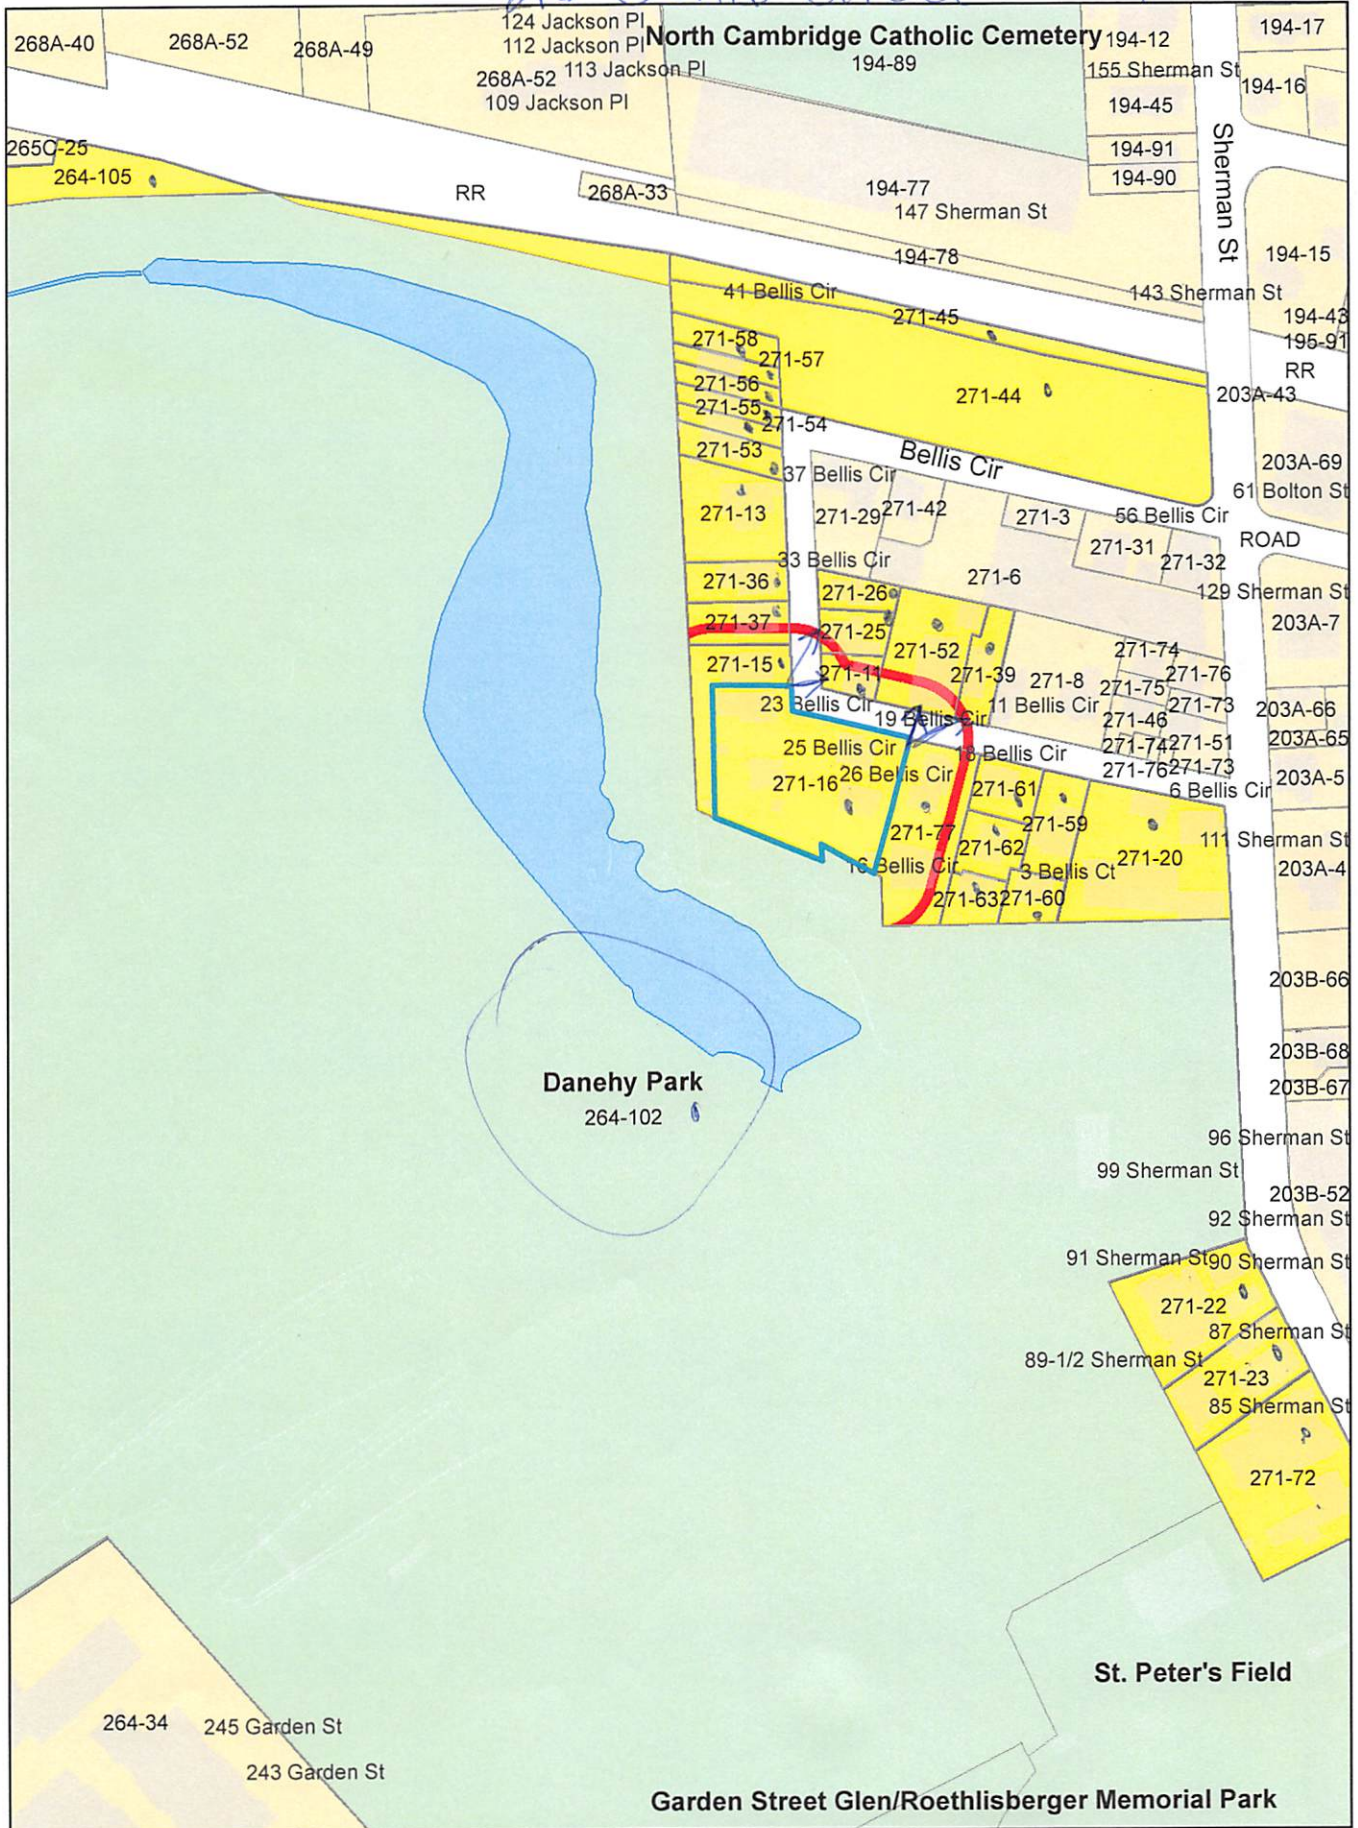 124 Jackson Pl
268A-40
268A-52
268A-49
112 Jackson Pl
North Cambridge Catholic Cemetery
194-12
194-17
268A-52
113 Jackson Pl
194-89
155 Sherman St
194-16
109 Jackson Pl
194-45
194-91
194-90
Sherman St
265C-25
264-105
RR
268A-33
194-77
147 Sherman St
194-78
194-15
41 Bellis Cir
143 Sherman St
271-45
194-43
195-91
RR
271-58
271-57
271-56
271-55
271-54
271-53
271-44
203A-43
Bellis Cir
37 Bellis Cir
203A-69
61 Bolton St
271-13
271-29
271-42
271-3
56 Bellis Cir
ROAD
271-31
271-32
33 Bellis Cir
271-6
271-36
271-26
129 Sherman St
271-37
271-25
271-52
203A-7
271-15
271-11
271-39
271-8
271-74
271-76
271-75
271-73
23 Bellis Cir
19 Bellis Cir
11 Bellis Cir
271-46
203A-66
25 Bellis Cir
18 Bellis Cir
271-74
271-51
203A-65
271-16
26 Bellis Cir
271-76
271-73
203A-5
271-61
6 Bellis Cir
271-77
271-59
271-62
271-20
111 Sherman St
16 Bellis Cir
3 Bellis Ct
203A-4
271-63
271-60
203B-66
203B-68
203B-67
Danehy Park
264-102
96 Sherman St
99 Sherman St
203B-52
92 Sherman St
91 Sherman St
90 Sherman St
271-22
87 Sherman St
89-1/2 Sherman St
271-23
85 Sherman St
271-72
St. Peter's Field
264-34
245 Garden St
243 Garden St
Garden Street Glen/Roethlisberger Memorial Park